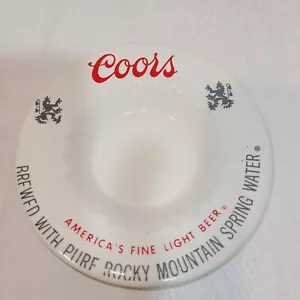 Coors
AMERICA'S FINE LIGHT BEER®
BREWED WITH PURE ROCKY MOUNTAIN SPRING WATER®